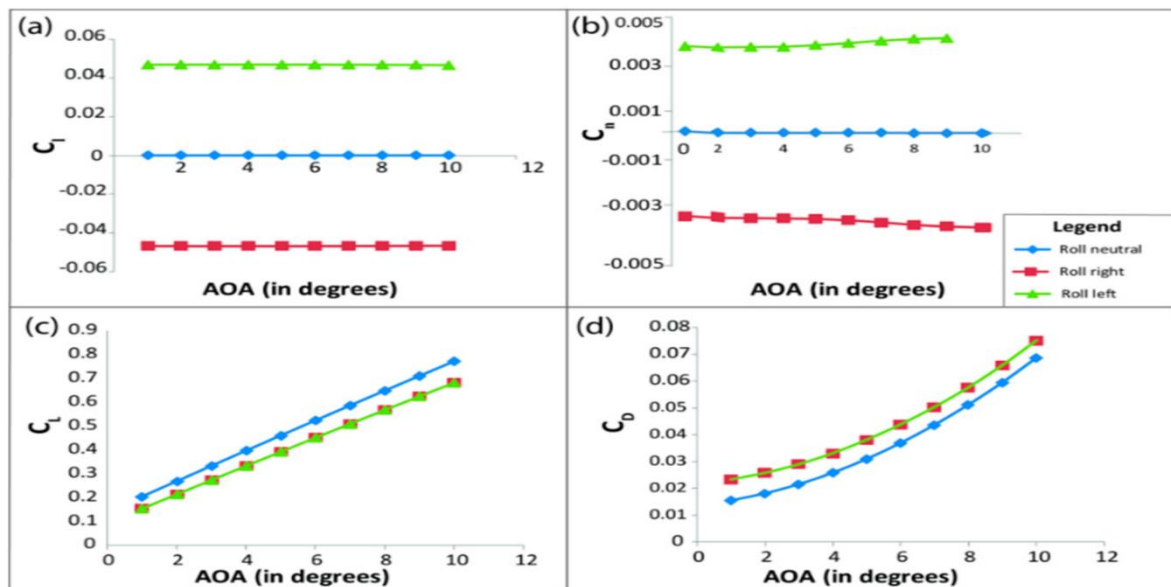 (a)
0.06
0.04
0.02
0
-0.02
-0.04
-0.06
Cl
2 4 6 8 10 12
AOA (in degrees)
(b)
0.005
0.003
0.001
-0.001
-0.003
-0.005
Cn
0 2 4 6 8 10
AOA (in degrees)
Legend
Roll neutral
Roll right
Roll left
(c)
0.9
0.8
0.7
0.6
0.5
0.4
0.3
0.2
0.1
0
CL
0 2 4 6 8 10 12
AOA (in degrees)
(d)
0.08
0.07
0.06
0.05
0.04
0.03
0.02
0.01
0
CD
0 2 4 6 8 10 12
AOA (in degrees)